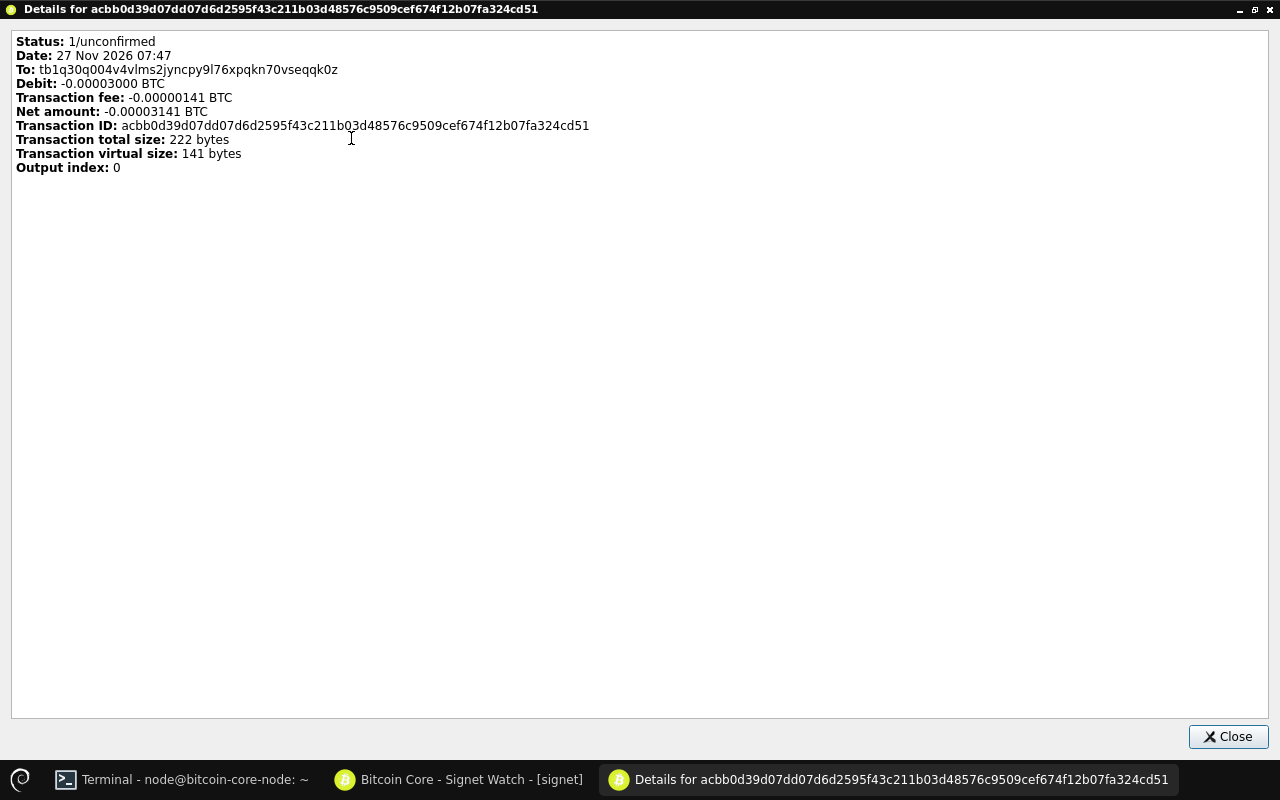 Details for acbb0d39d07dd07d6d2595f43c211b03d48576c9509cef674f12b07fa324cd51
Status: 1/unconfirmed
Date: 27 Nov 2026 07:47
To: tb1q30q004v4vlms2jyncpy9l76xpqkn70vseqqk0z
Debit: -0.00003000 BTC
Transaction fee: -0.00000141 BTC
Net amount: -0.00003141 BTC
Transaction ID: acbb0d39d07dd07d6d2595f43c211b03d48576c9509cef674f12b07fa324cd51
Transaction total size: 222 bytes
Transaction virtual size: 141 bytes
Output index: 0
Close
Terminal - node@bitcoin-core-node: ~
Bitcoin Core - Signet Watch - [signet]
Details for acbb0d39d07dd07d6d2595f43c211b03d48576c9509cef674f12b07fa324cd51